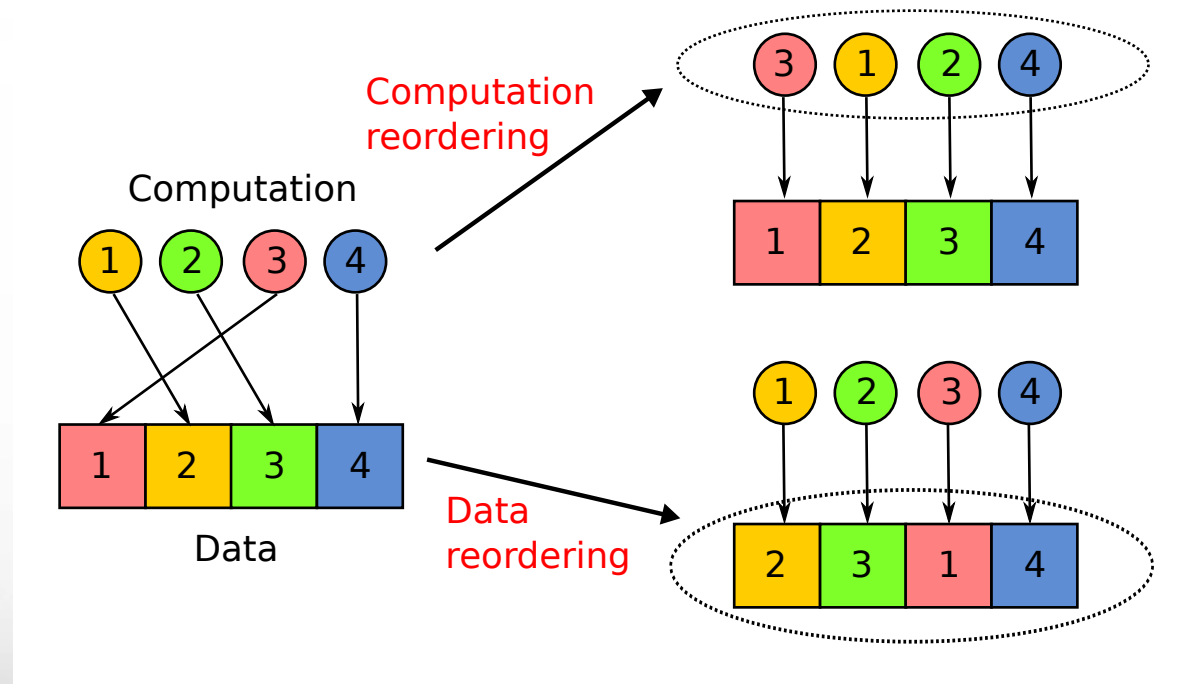 Computation
1 2 3 4
1 2 3 4
Data
Computation
reordering
3 1 2 4
1 2 3 4
Data
reordering
1 2 3 4
2 3 1 4